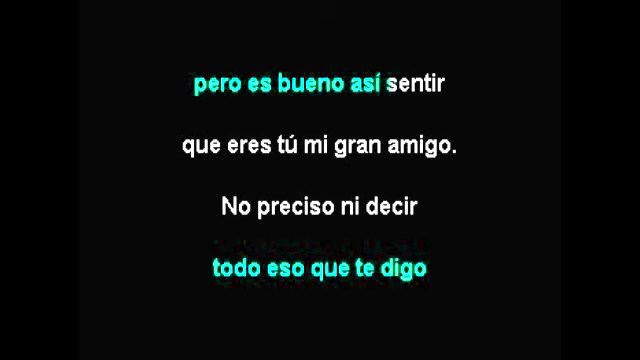 pero es bueno así sentir
que eres tú mi gran amigo.
No preciso ni decir
todo eso que te digo